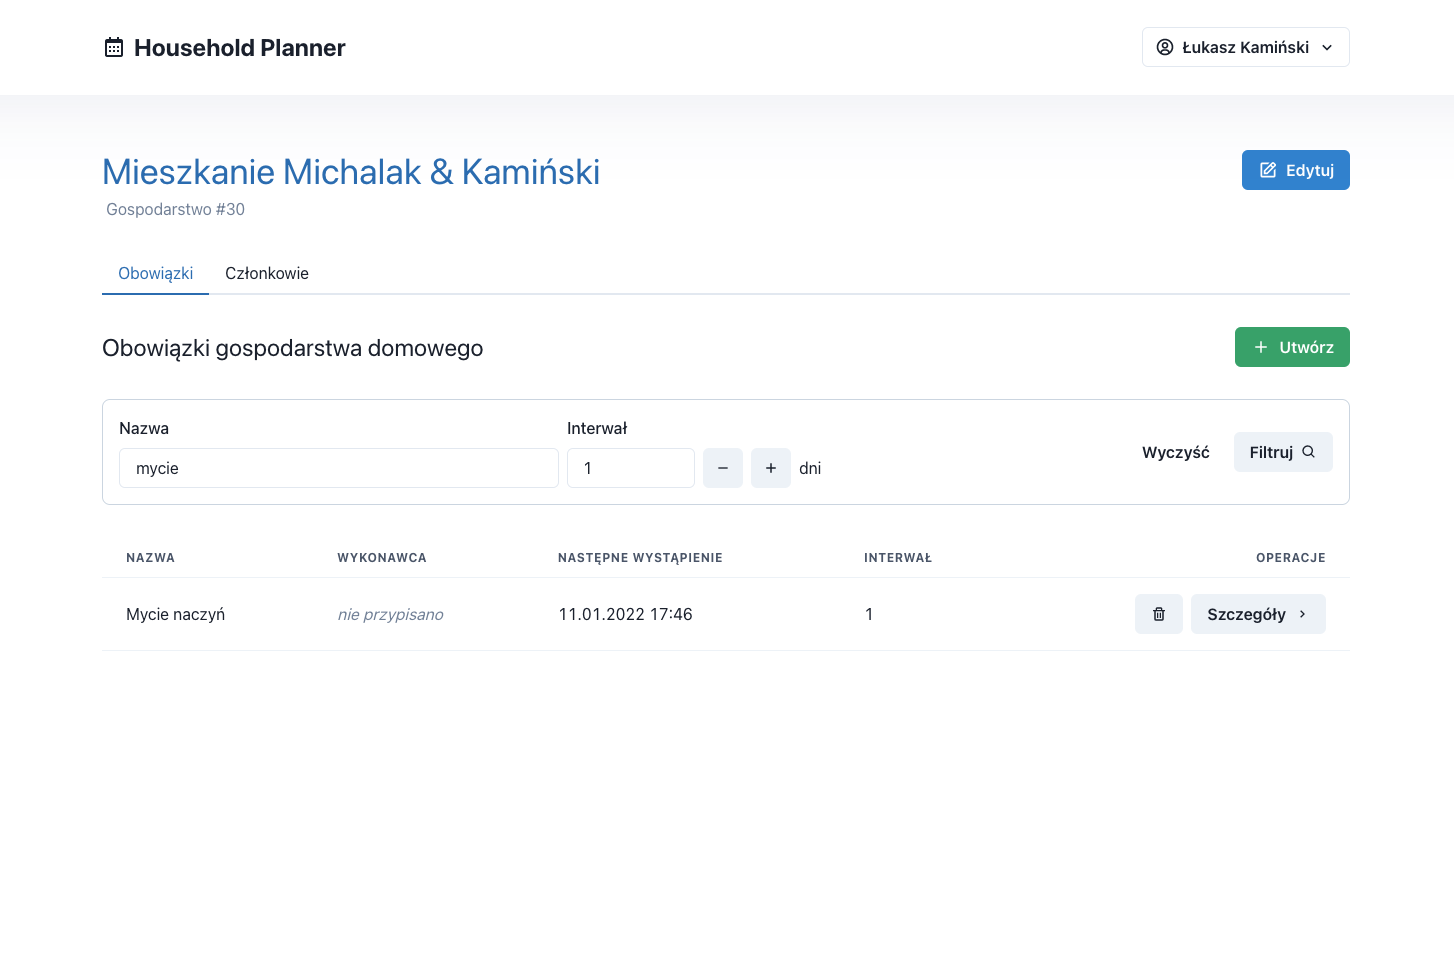 Household Planner
Łukasz Kamiński
Mieszkanie Michalak & Kamiński
Edytuj
Gospodarstwo #30
Obowiązki Członkowie
Obowiązki gospodarstwa domowego
Utwórz
Nazwa Interwał
mycie 1 − + dni
Wyczyść Filtruj
NAZWA WYKONAWCA NASTĘPNE WYSTĄPIENIE INTERWAŁ OPERACJE
Mycie naczyń nie przypisano 11.01.2022 17:46 1 Szczegóły